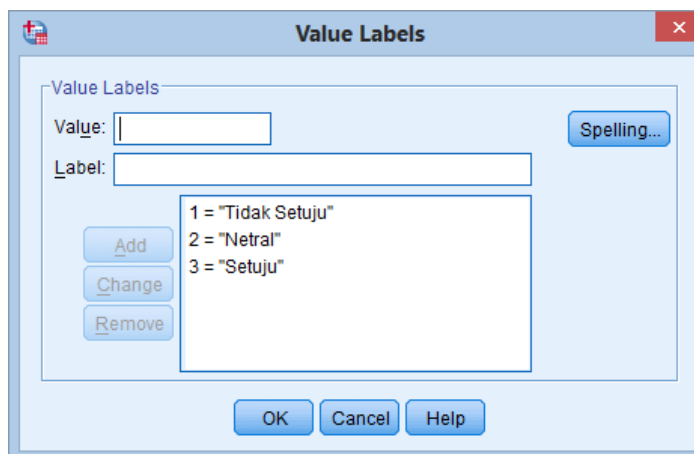 Value Labels
Value Labels
Value:
Spelling...
Label:
1 = "Tidak Setuju"
2 = "Netral"
3 = "Setuju"
Add
Change
Remove
OK Cancel Help